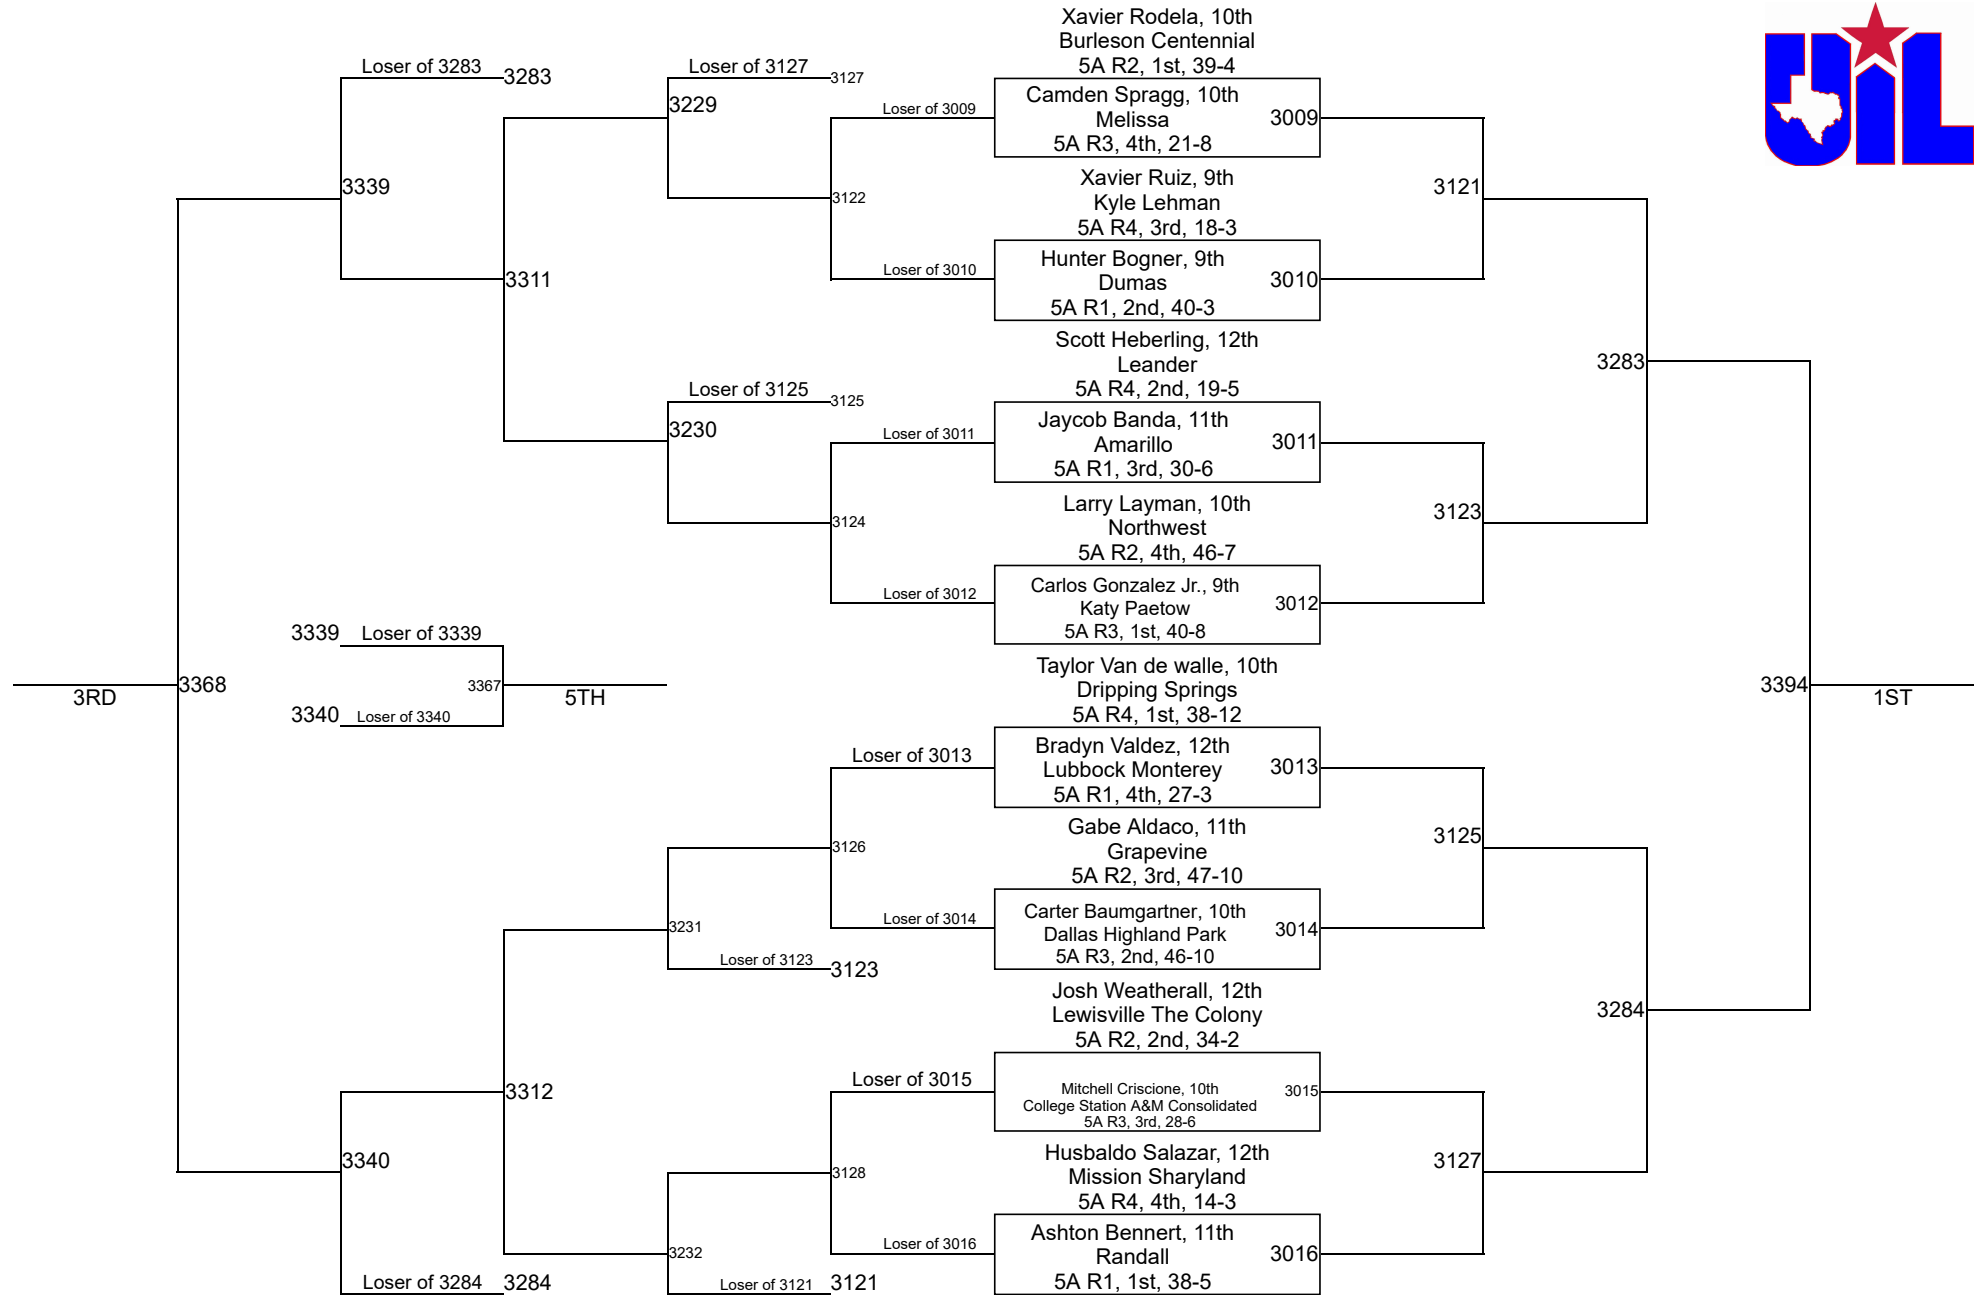 Xavier Rodela, 10th
Burleson Centennial
5A R2, 1st, 39-4
Camden Spragg, 10th
Melissa
5A R3, 4th, 21-8
3009
Xavier Ruiz, 9th
Kyle Lehman
5A R4, 3rd, 18-3
Hunter Bogner, 9th
Dumas
5A R1, 2nd, 40-3
3010
Scott Heberling, 12th
Leander
5A R4, 2nd, 19-5
Jaycob Banda, 11th
Amarillo
5A R1, 3rd, 30-6
3011
Larry Layman, 10th
Northwest
5A R2, 4th, 46-7
Carlos Gonzalez Jr., 9th
Katy Paetow
5A R3, 1st, 40-8
3012
Taylor Van de walle, 10th
Dripping Springs
5A R4, 1st, 38-12
Bradyn Valdez, 12th
Lubbock Monterey
5A R1, 4th, 27-3
3013
Gabe Aldaco, 11th
Grapevine
5A R2, 3rd, 47-10
Carter Baumgartner, 10th
Dallas Highland Park
5A R3, 2nd, 46-10
3014
Josh Weatherall, 12th
Lewisville The Colony
5A R2, 2nd, 34-2
Mitchell Criscione, 10th
College Station A&M Consolidated
5A R3, 3rd, 28-6
3015
Husbaldo Salazar, 12th
Mission Sharyland
5A R4, 4th, 14-3
Ashton Bennert, 11th
Randall
5A R1, 1st, 38-5
3016
3121
3123
3125
3127
3283
3284
3394
1ST
Loser of 3009
Loser of 3010
Loser of 3011
Loser of 3012
Loser of 3013
Loser of 3014
Loser of 3015
Loser of 3016
3122
3124
3126
3128
Loser of 3127
3127
Loser of 3125
3125
Loser of 3123
3123
Loser of 3121
3121
3229
3230
3231
3232
3311
3312
Loser of 3283
3283
Loser of 3284
3284
3339
3340
3368
3RD
3339
Loser of 3339
3340
Loser of 3340
3367
5TH
UIL